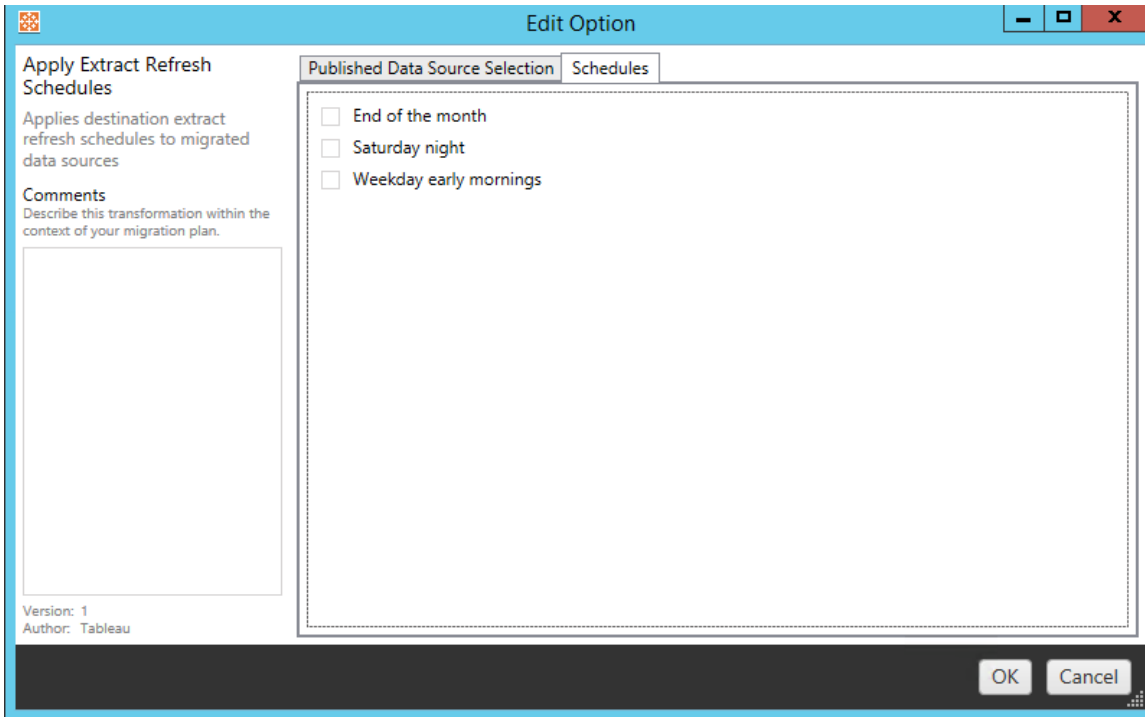 Edit Option
X
Apply Extract Refresh
Schedules
Applies destination extract
refresh schedules to migrated
data sources
Comments
Describe this transformation within the
context of your migration plan.
Version: 1
Author: Tableau
Published Data Source Selection
Schedules
End of the month
Saturday night
Weekday early mornings
OK
Cancel